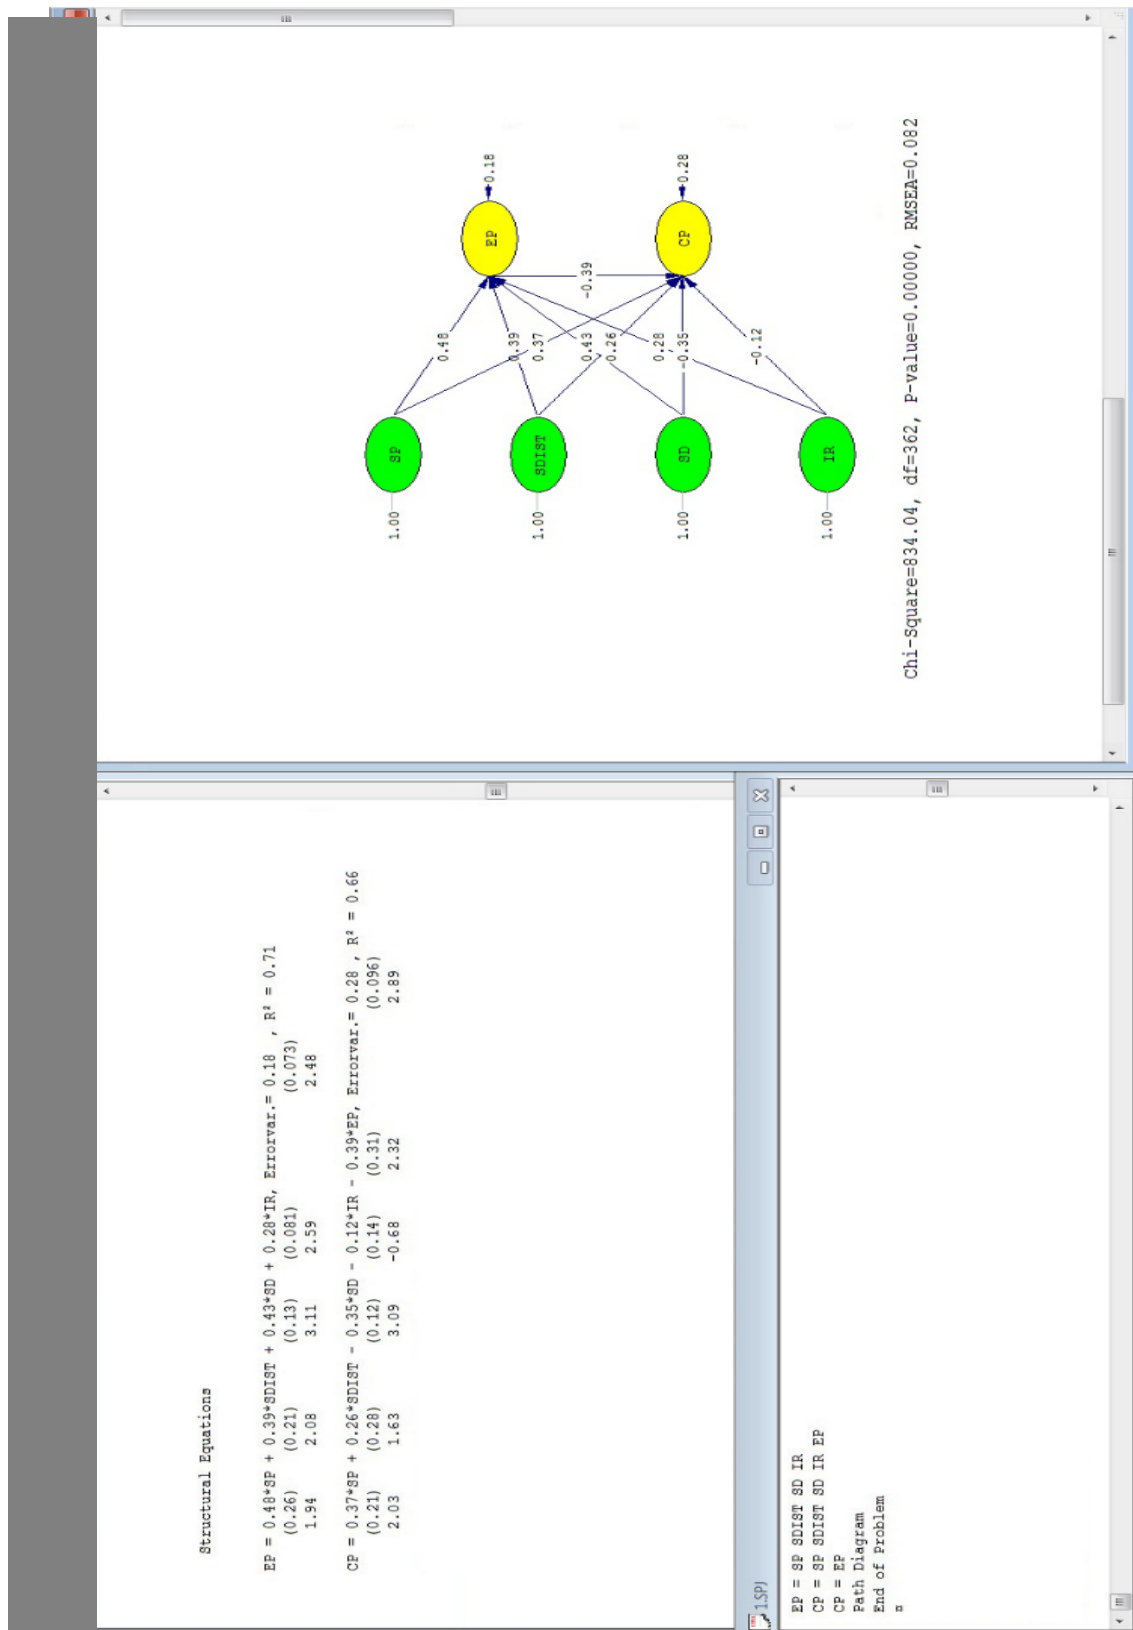 Structural Equations
EP = 0.48*SP + 0.39*SDIST + 0.43*SD + 0.28*IR, Errorvar.= 0.18 , R² = 0.71
(0.26) (0.21) (0.13) (0.081) (0.073)
1.94 2.08 3.11 2.59 2.48
CP = 0.37*SP + 0.26*SDIST - 0.35*SD - 0.12*IR - 0.39*EP, Errorvar.= 0.28 , R² = 0.66
(0.21) (0.28) (0.12) (0.14) (0.31) (0.096)
2.03 1.63 3.09 -0.68 2.32 2.89
1.SPJ
EP = SP SDIST SD IR
CP = SP SDIST SD IR EP
CP = EP
Path Diagram
End of Problem
1.00
SP
0.48
EP
0.18
0.39
0.37
1.00
SDIST
-0.39
0.43
0.26
1.00
SD
0.28
-0.35
CP
0.28
-0.12
1.00
IR
Chi-Square=834.04, df=362, P-value=0.00000, RMSEA=0.082